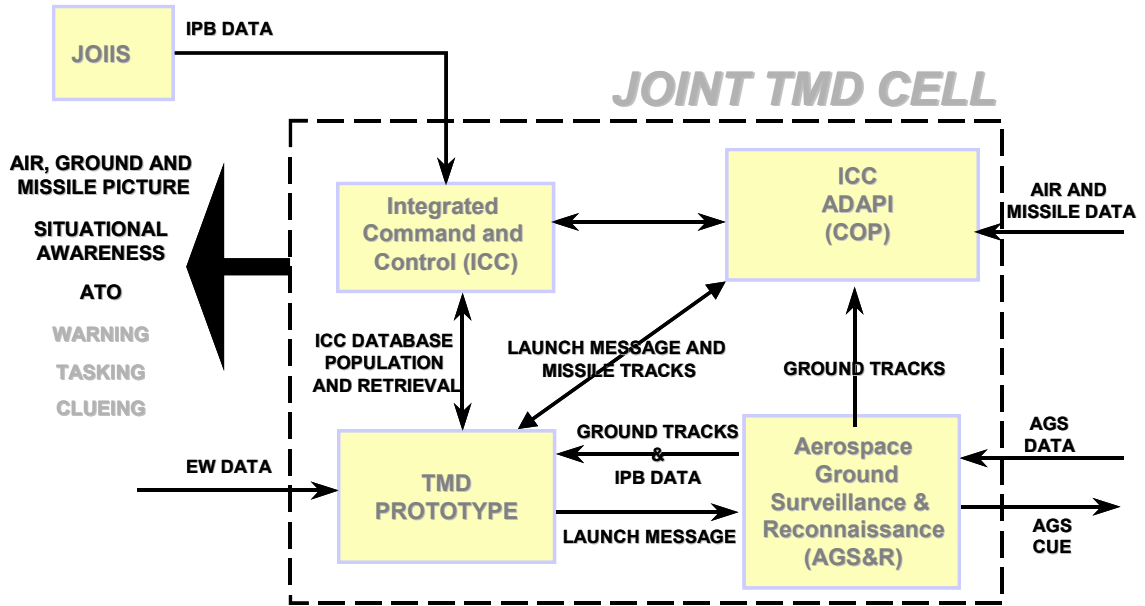 IPB DATA
JOIIS
JOINT TMD CELL
AIR, GROUND AND
MISSILE PICTURE
SITUATIONAL
AWARENESS
ATO
WARNING
TASKING
CLUEING
Integrated
Command and
Control (ICC)
ICC
ADAPI
(COP)
AIR AND
MISSILE DATA
ICC DATABASE
POPULATION
AND RETRIEVAL
LAUNCH MESSAGE AND
MISSILE TRACKS
GROUND TRACKS
EW DATA
TMD
PROTOTYPE
GROUND TRACKS
&
IPB DATA
LAUNCH MESSAGE
Aerospace
Ground
Surveillance &
Reconnaissance
(AGS&R)
AGS
DATA
AGS
CUE